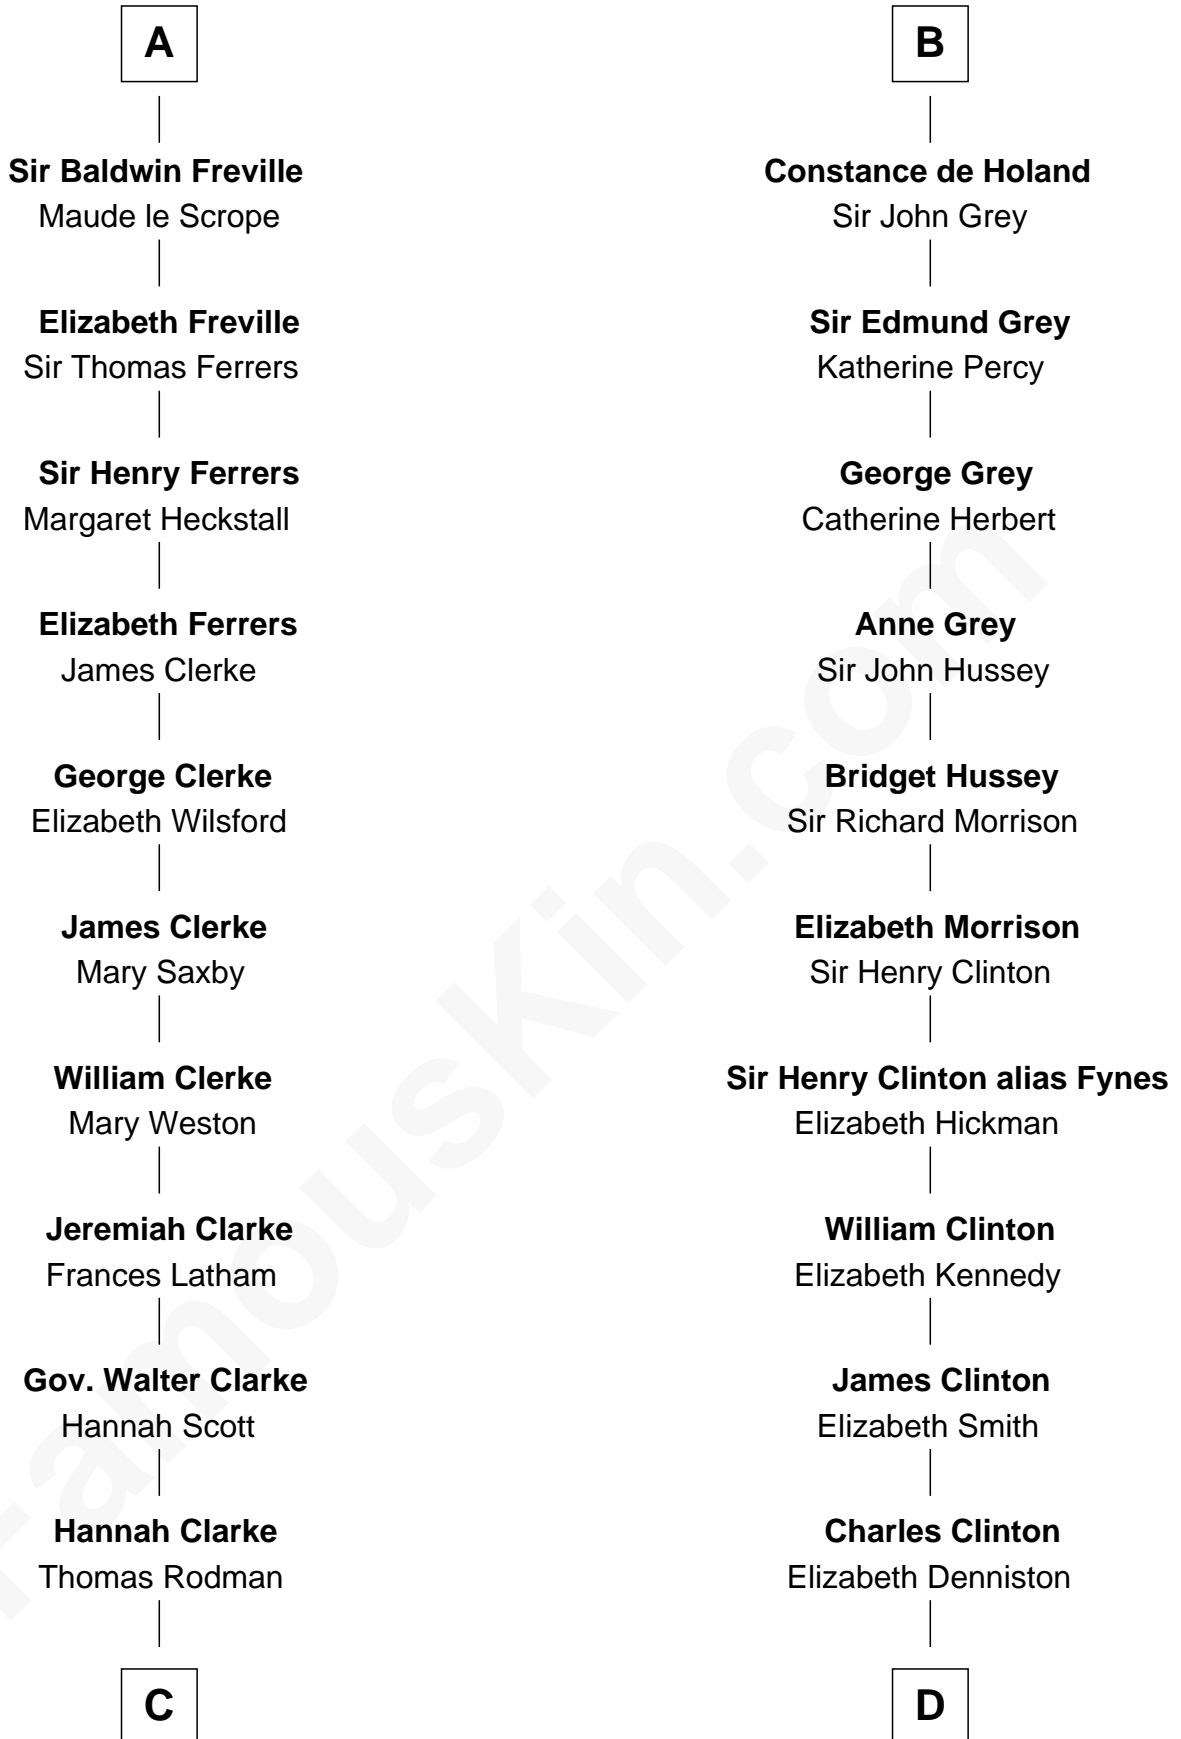 A
Sir Baldwin Freville
Maude le Scrope
Elizabeth Freville
Sir Thomas Ferrers
Sir Henry Ferrers
Margaret Heckstall
Elizabeth Ferrers
James Clerke
George Clerke
Elizabeth Wilsford
James Clerke
Mary Saxby
William Clerke
Mary Weston
Jeremiah Clarke
Frances Latham
Gov. Walter Clarke
Hannah Scott
Hannah Clarke
Thomas Rodman
C
B
Constance de Holand
Sir John Grey
Sir Edmund Grey
Katherine Percy
George Grey
Catherine Herbert
Anne Grey
Sir John Hussey
Bridget Hussey
Sir Richard Morrison
Elizabeth Morrison
Sir Henry Clinton
Sir Henry Clinton alias Fynes
Elizabeth Hickman
William Clinton
Elizabeth Kennedy
James Clinton
Elizabeth Smith
Charles Clinton
Elizabeth Denniston
D
FamousKin.com